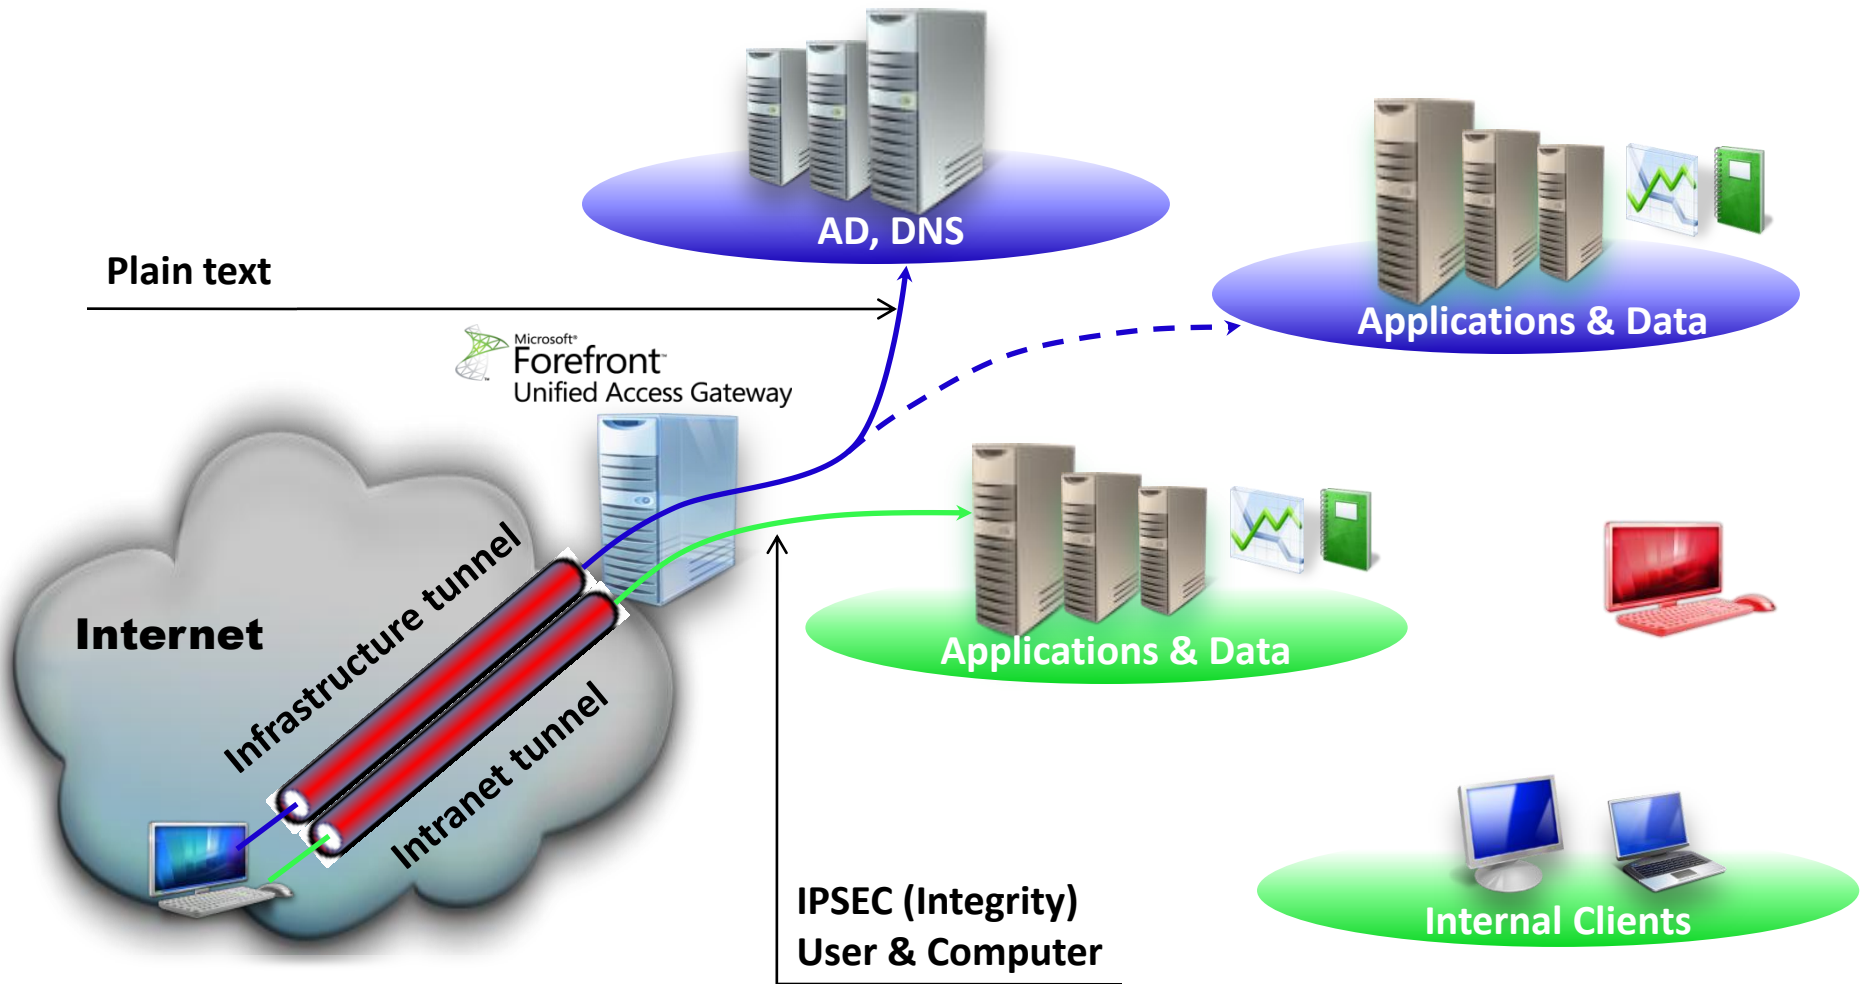 AD, DNS
Applications & Data
Plain text
Microsoft®
Forefront™
Unified Access Gateway
Internet
Infrastructure tunnel
Intranet tunnel
Applications & Data
IPSEC (Integrity)
User & Computer
Internal Clients